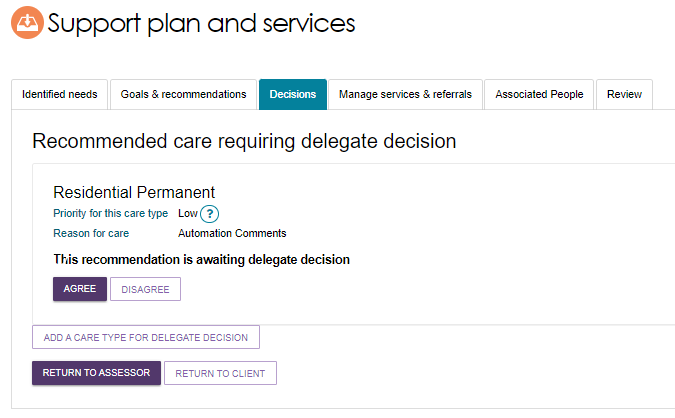 Support plan and services
Identified needs
Goals & recommendations
Decisions
Manage services & referrals
Associated People
Review
Recommended care requiring delegate decision
Residential Permanent
Priority for this care type Low ?
Reason for care Automation Comments
This recommendation is awaiting delegate decision
AGREE DISAGREE
ADD A CARE TYPE FOR DELEGATE DECISION
RETURN TO ASSESSOR RETURN TO CLIENT